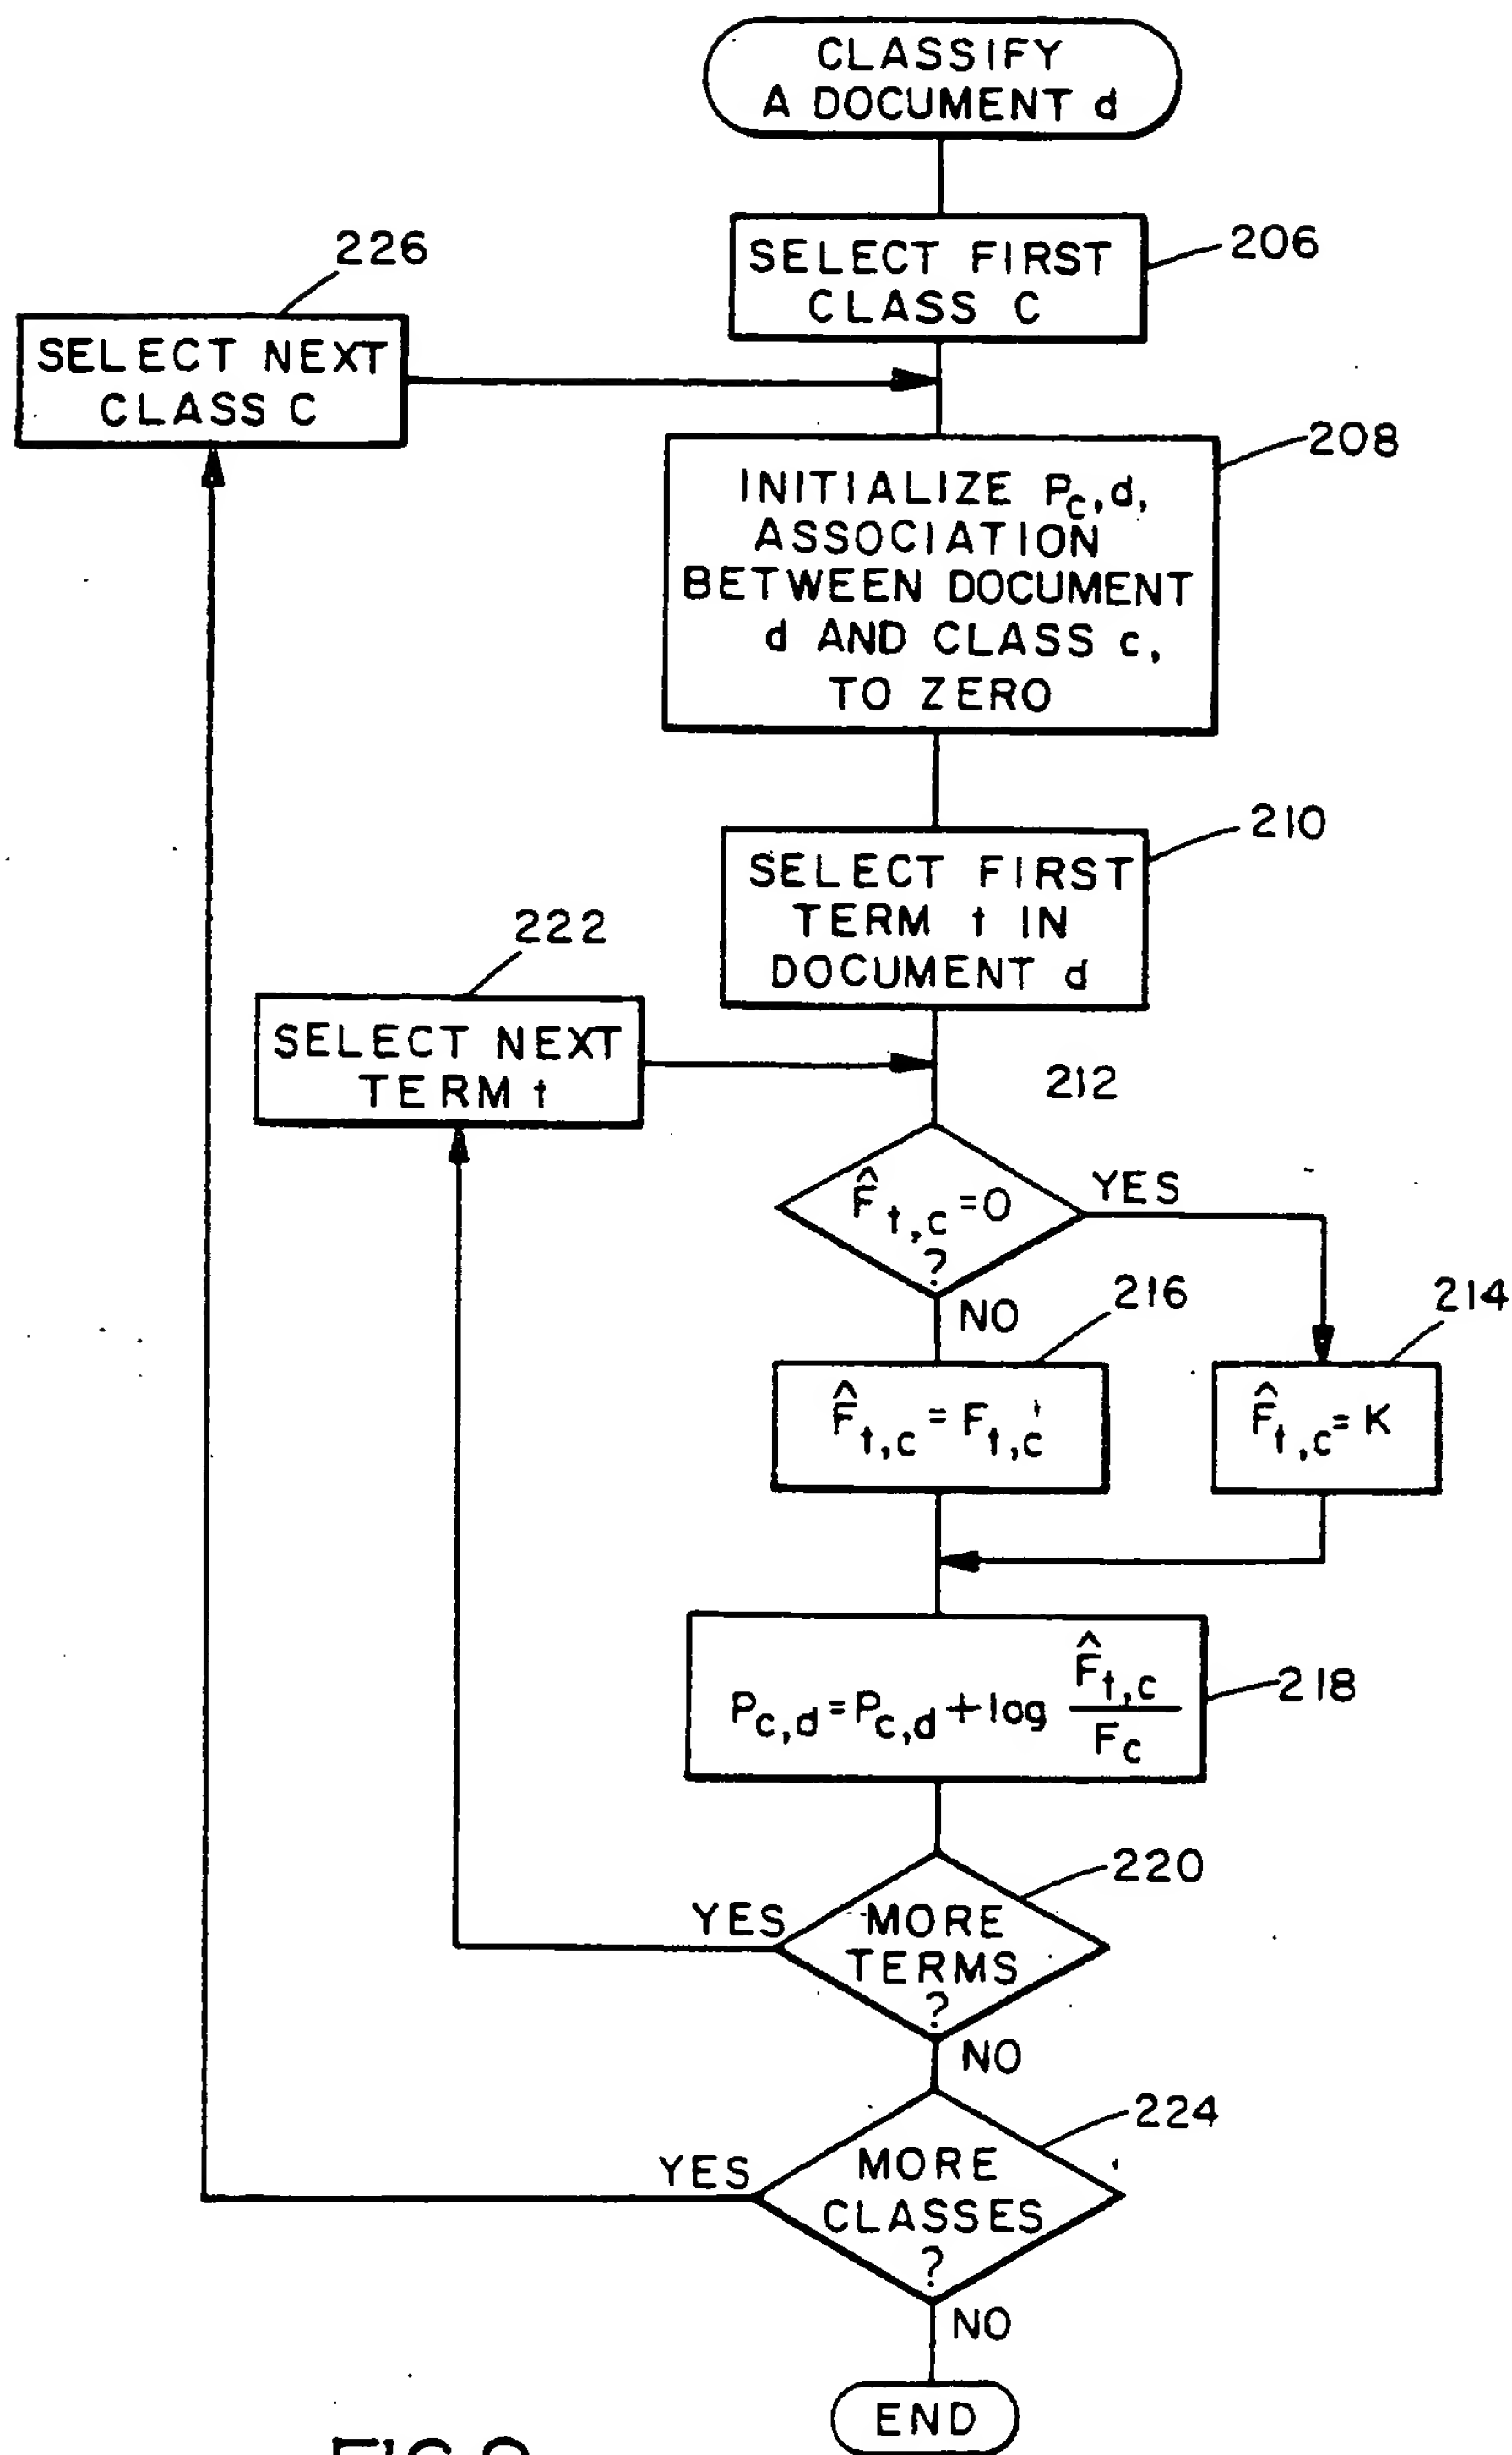 CLASSIFY
A DOCUMENT d
226
206
SELECT FIRST
CLASS C
SELECT NEXT
CLASS C
208
INITIALIZE Pc,d,
ASSOCIATION
BETWEEN DOCUMENT
d AND CLASS c,
TO ZERO
210
SELECT FIRST
TERM t IN
DOCUMENT d
222
SELECT NEXT
TERM t
212
F̂t,c =0
?
YES
NO
216
214
F̂t,c = Ft,c
F̂t,c = K
218
Pc,d = Pc,d + log F̂t,c / Fc
220
YES
MORE
TERMS
?
NO
224
YES
MORE
CLASSES
?
NO
END